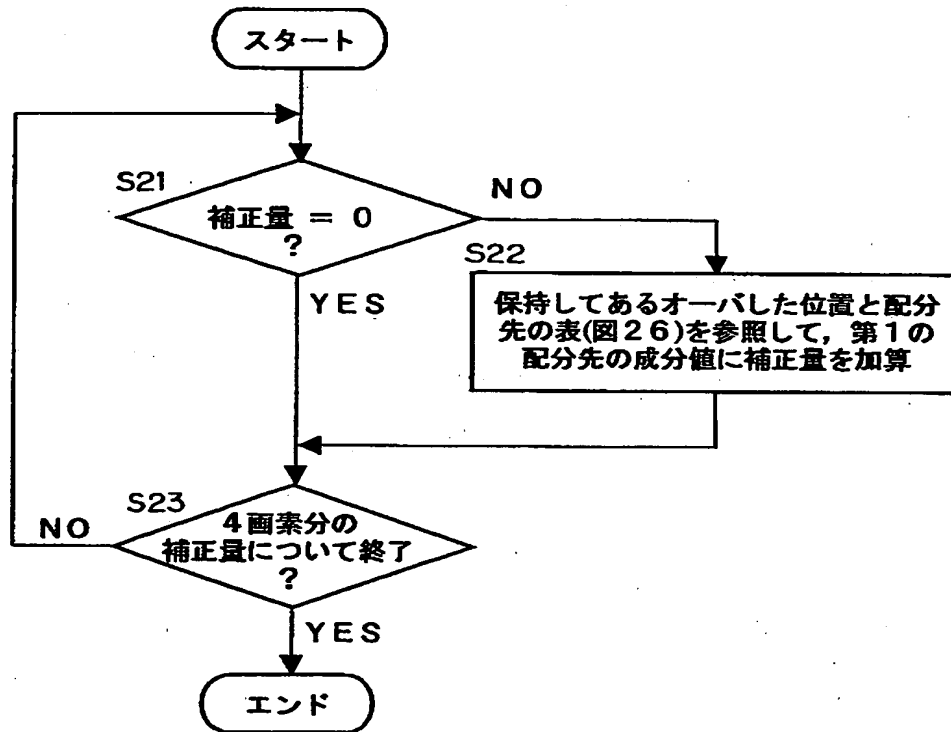 スタート
S21
補正量 = 0
?
NO
YES
S22
保持してあるオーバした位置と配分
先の表(図26)を参照して，第1の
配分先の成分値に補正量を加算
S23
4画素分の
補正量について終了
?
NO
YES
エンド